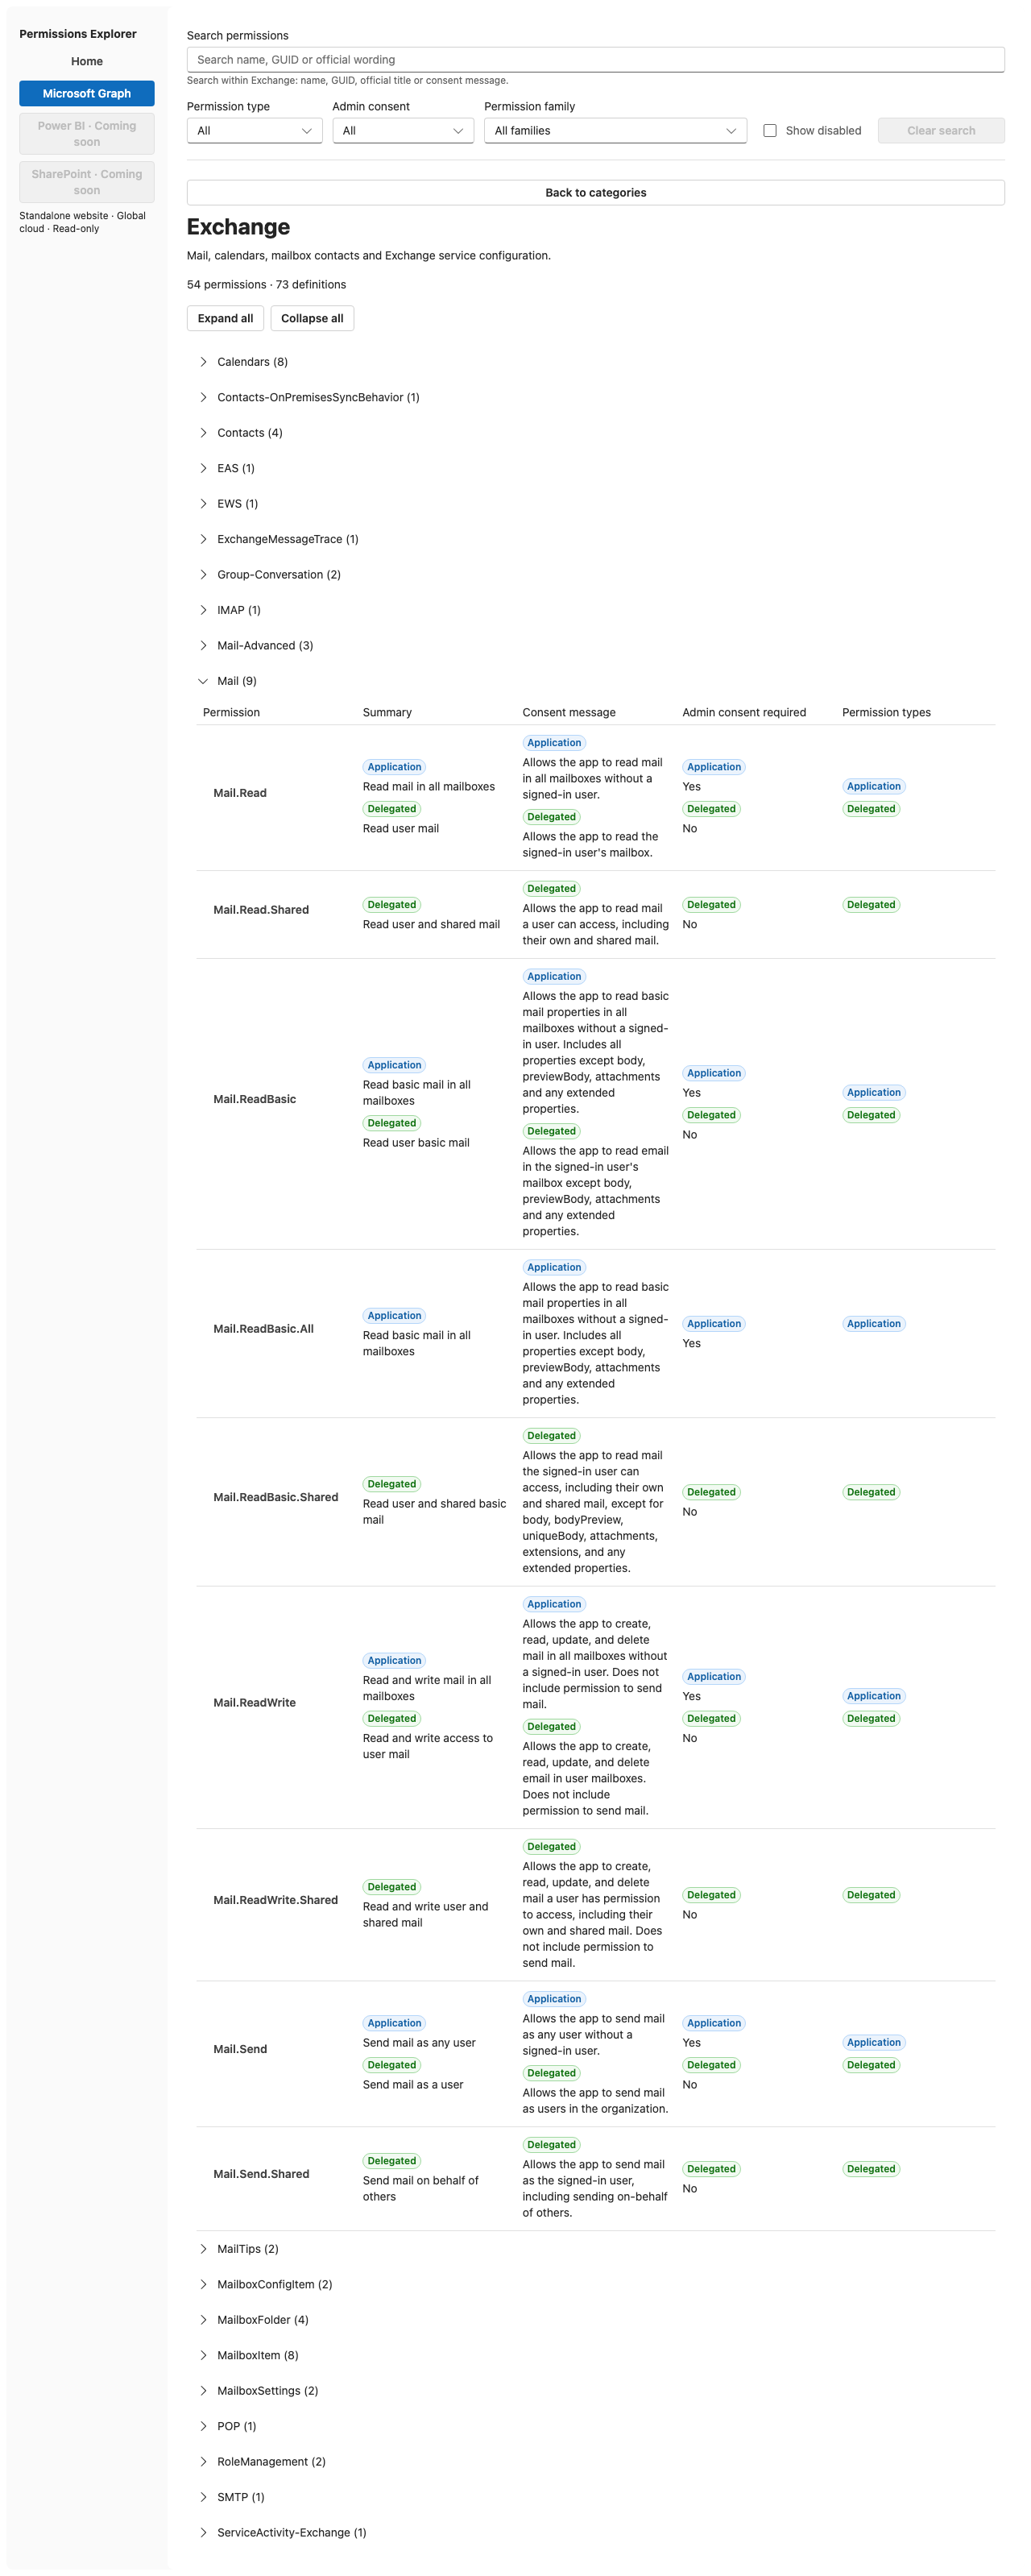 Permissions Explorer
Home
Microsoft Graph
Power BI · Coming
soon
SharePoint · Coming
soon
Standalone website · Global
cloud · Read-only
Search permissions
Search name, GUID or official wording
Search within Exchange: name, GUID, official title or consent message.
Permission type
Admin consent
Permission family
All
All
All families
Show disabled
Clear search
Back to categories
Exchange
Mail, calendars, mailbox contacts and Exchange service configuration.
54 permissions · 73 definitions
Expand all
Collapse all
Calendars (8)
Contacts-OnPremisesSyncBehavior (1)
Contacts (4)
EAS (1)
EWS (1)
ExchangeMessageTrace (1)
Group-Conversation (2)
IMAP (1)
Mail-Advanced (3)
Mail (9)
Permission
Summary
Consent message
Admin consent required
Permission types
Mail.Read
Application
Read mail in all mailboxes
Delegated
Read user mail
Application
Allows the app to read mail
in all mailboxes without a
signed-in user.
Delegated
Allows the app to read the
signed-in user's mailbox.
Application
Yes
Delegated
No
Application
Delegated
Mail.Read.Shared
Delegated
Read user and shared mail
Delegated
Allows the app to read mail
a user can access, including
their own and shared mail.
Delegated
No
Delegated
Mail.ReadBasic
Application
Read basic mail in all
mailboxes
Delegated
Read user basic mail
Application
Allows the app to read basic
mail properties in all
mailboxes without a signed-
in user. Includes all
properties except body,
previewBody, attachments
and any extended
properties.
Delegated
Allows the app to read email
in the signed-in user's
mailbox except body,
previewBody, attachments
and any extended
properties.
Application
Yes
Delegated
No
Application
Delegated
Mail.ReadBasic.All
Application
Read basic mail in all
mailboxes
Application
Allows the app to read basic
mail properties in all
mailboxes without a signed-
in user. Includes all
properties except body,
previewBody, attachments
and any extended
properties.
Application
Yes
Application
Mail.ReadBasic.Shared
Delegated
Read user and shared basic
mail
Delegated
Allows the app to read mail
the signed-in user can
access, including their own
and shared mail, except for
body, bodyPreview,
uniqueBody, attachments,
extensions, and any
extended properties.
Delegated
No
Delegated
Mail.ReadWrite
Application
Read and write mail in all
mailboxes
Delegated
Read and write access to
user mail
Application
Allows the app to create,
read, update, and delete
mail in all mailboxes without
a signed-in user. Does not
include permission to send
mail.
Delegated
Allows the app to create,
read, update, and delete
email in user mailboxes.
Does not include
permission to send mail.
Application
Yes
Delegated
No
Application
Delegated
Mail.ReadWrite.Shared
Delegated
Read and write user and
shared mail
Delegated
Allows the app to create,
read, update, and delete
mail a user has permission
to access, including their
own and shared mail. Does
not include permission to
send mail.
Delegated
No
Delegated
Mail.Send
Application
Send mail as any user
Delegated
Send mail as a user
Application
Allows the app to send mail
as any user without a
signed-in user.
Delegated
Allows the app to send mail
as users in the organization.
Application
Yes
Delegated
No
Application
Delegated
Mail.Send.Shared
Delegated
Send mail on behalf of
others
Delegated
Allows the app to send mail
as the signed-in user,
including sending on-behalf
of others.
Delegated
No
Delegated
MailTips (2)
MailboxConfigItem (2)
MailboxFolder (4)
MailboxItem (8)
MailboxSettings (2)
POP (1)
RoleManagement (2)
SMTP (1)
ServiceActivity-Exchange (1)